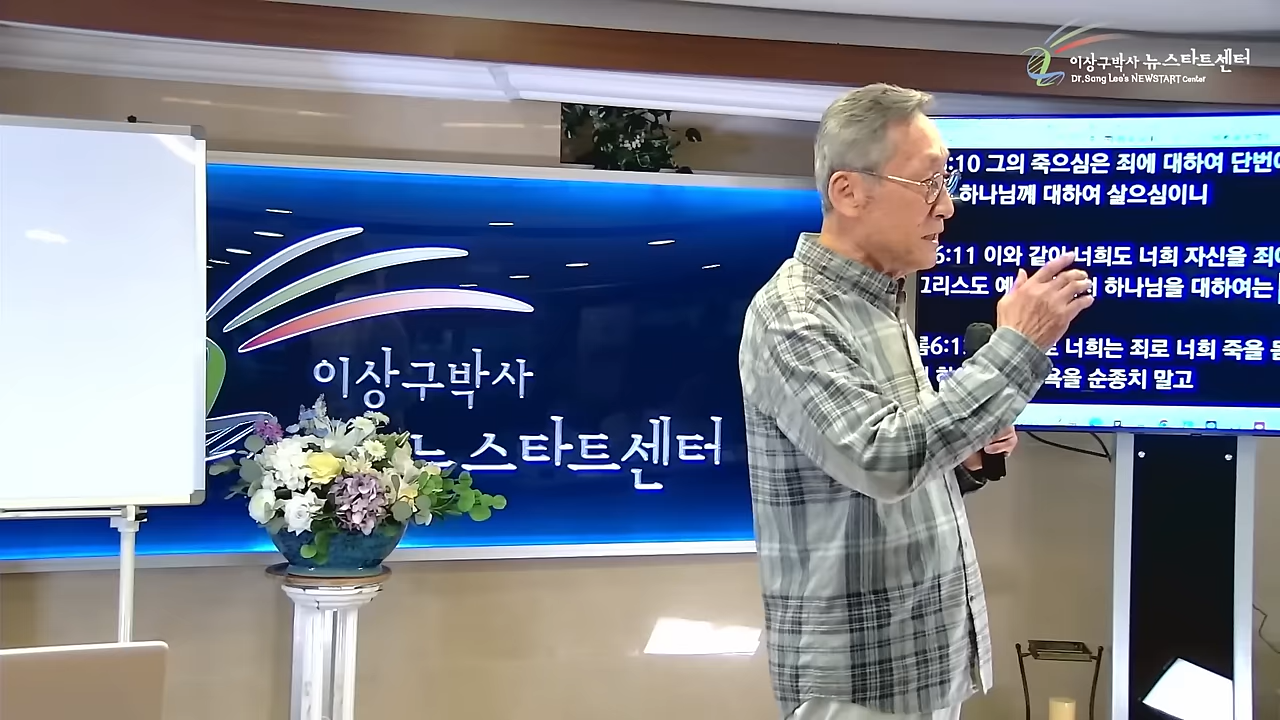 이상구박사 뉴스타트센터
Dr. Sang Lee's NEWSTART Center
이상구박사
뉴스타트센터
:10 그의 죽으심은 죄에 대하여 단번
하나님께 대하여 살으심이니
6:11 이와 같이 너희도 너희 자신을 죄
그리스도 하나님을 대하여는
롬6:1 너희는 죄로 너희 죽을
순종치 말고